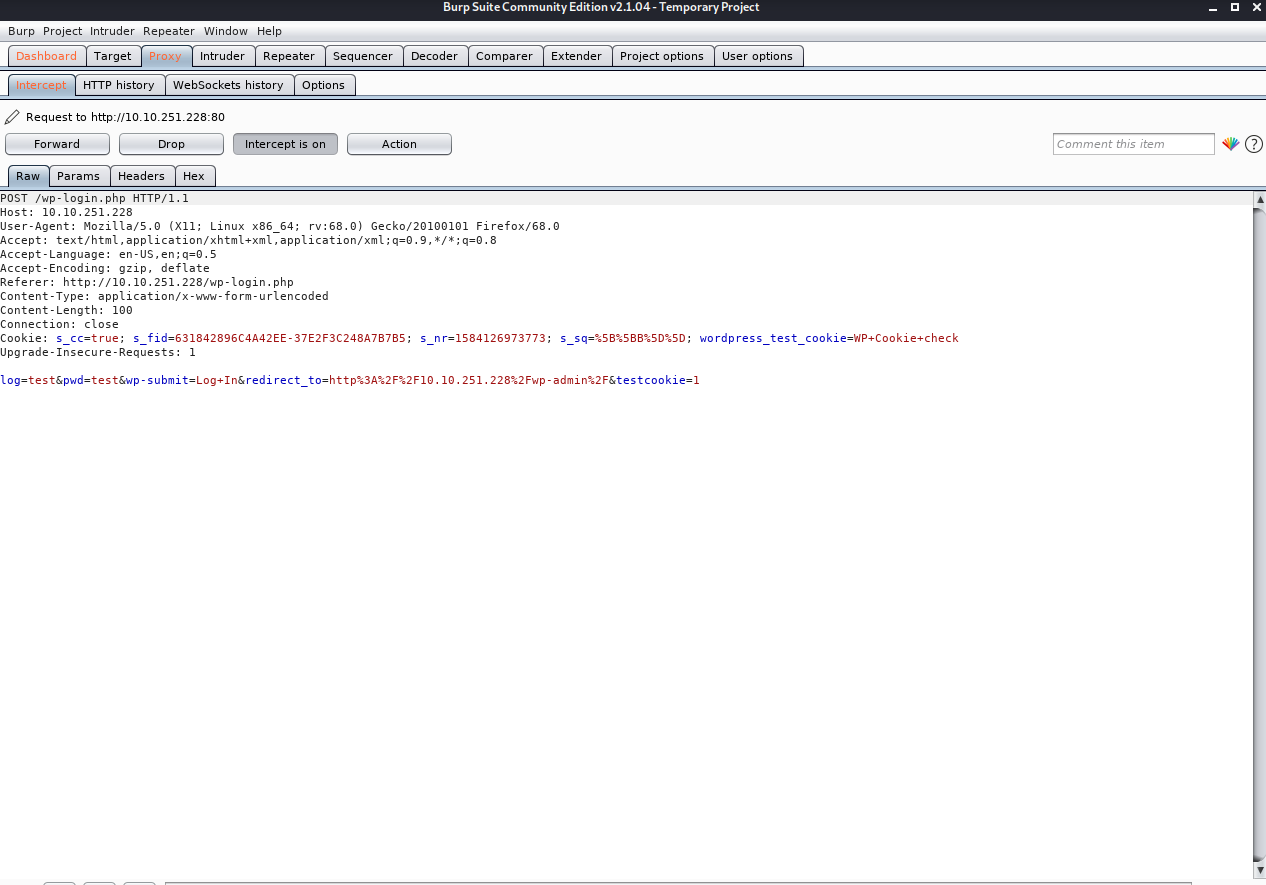 Burp Suite Community Edition v2.1.04 - Temporary Project
Burp Project Intruder Repeater Window Help
Dashboard Target Proxy Intruder Repeater Sequencer Decoder Comparer Extender Project options User options
Intercept HTTP history WebSockets history Options
Request to http://10.10.251.228:80
Forward Drop Intercept is on Action Comment this item ?
Raw Params Headers Hex
POST /wp-login.php HTTP/1.1
Host: 10.10.251.228
User-Agent: Mozilla/5.0 (X11; Linux x86_64; rv:68.0) Gecko/20100101 Firefox/68.0
Accept: text/html,application/xhtml+xml,application/xml;q=0.9,*/*;q=0.8
Accept-Language: en-US,en;q=0.5
Accept-Encoding: gzip, deflate
Referer: http://10.10.251.228/wp-login.php
Content-Type: application/x-www-form-urlencoded
Content-Length: 100
Connection: close
Cookie: s_cc=true; s_fid=631842896C4A42EE-37E2F3C248A7B7B5; s_nr=1584126973773; s_sq=%5B%5BB%5D%5D; wordpress_test_cookie=WP+Cookie+check
Upgrade-Insecure-Requests: 1
log=test&pwd=test&wp-submit=Log+In&redirect_to=http%3A%2F%2F10.10.251.228%2Fwp-admin%2F&testcookie=1